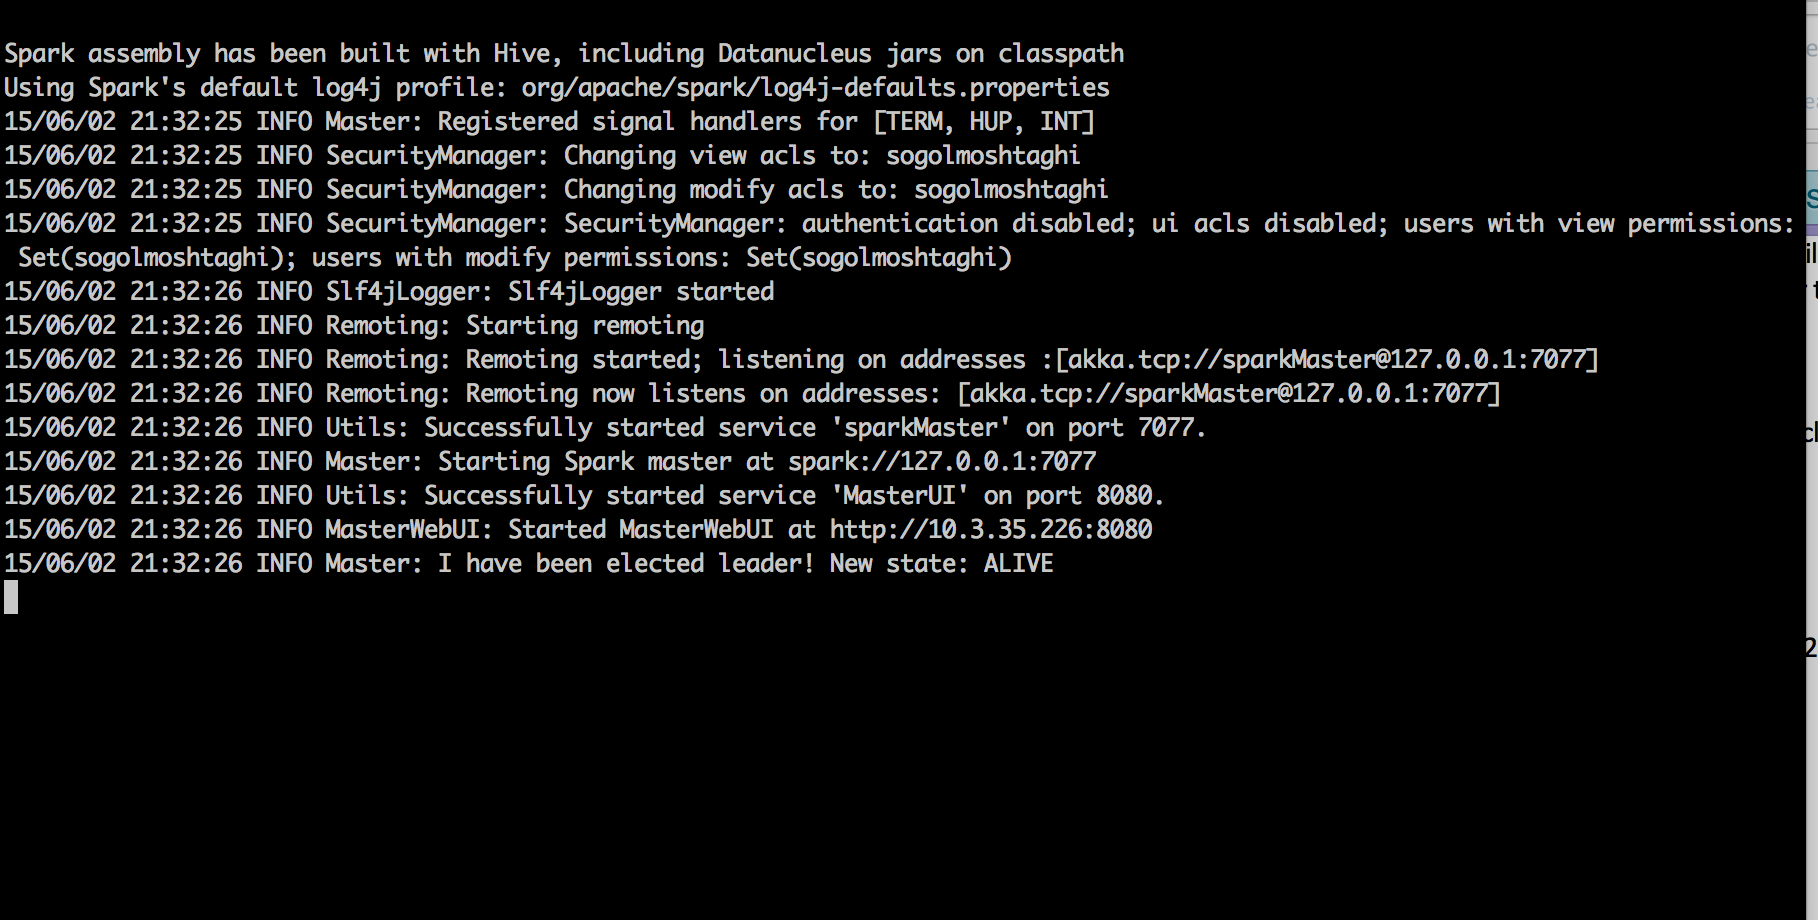 Spark assembly has been built with Hive, including Datanucleus jars on classpath
Using Spark's default log4j profile: org/apache/spark/log4j-defaults.properties
15/06/02 21:32:25 INFO Master: Registered signal handlers for [TERM, HUP, INT]
15/06/02 21:32:25 INFO SecurityManager: Changing view acls to: sogolmoshtaghi
15/06/02 21:32:25 INFO SecurityManager: Changing modify acls to: sogolmoshtaghi
15/06/02 21:32:25 INFO SecurityManager: SecurityManager: authentication disabled; ui acls disabled; users with view permissions:
Set(sogolmoshtaghi); users with modify permissions: Set(sogolmoshtaghi)
15/06/02 21:32:26 INFO Slf4jLogger: Slf4jLogger started
15/06/02 21:32:26 INFO Remoting: Starting remoting
15/06/02 21:32:26 INFO Remoting: Remoting started; listening on addresses :[akka.tcp://sparkMaster@127.0.0.1:7077]
15/06/02 21:32:26 INFO Remoting: Remoting now listens on addresses: [akka.tcp://sparkMaster@127.0.0.1:7077]
15/06/02 21:32:26 INFO Utils: Successfully started service 'sparkMaster' on port 7077.
15/06/02 21:32:26 INFO Master: Starting Spark master at spark://127.0.0.1:7077
15/06/02 21:32:26 INFO Utils: Successfully started service 'MasterUI' on port 8080.
15/06/02 21:32:26 INFO MasterWebUI: Started MasterWebUI at http://10.3.35.226:8080
15/06/02 21:32:26 INFO Master: I have been elected leader! New state: ALIVE